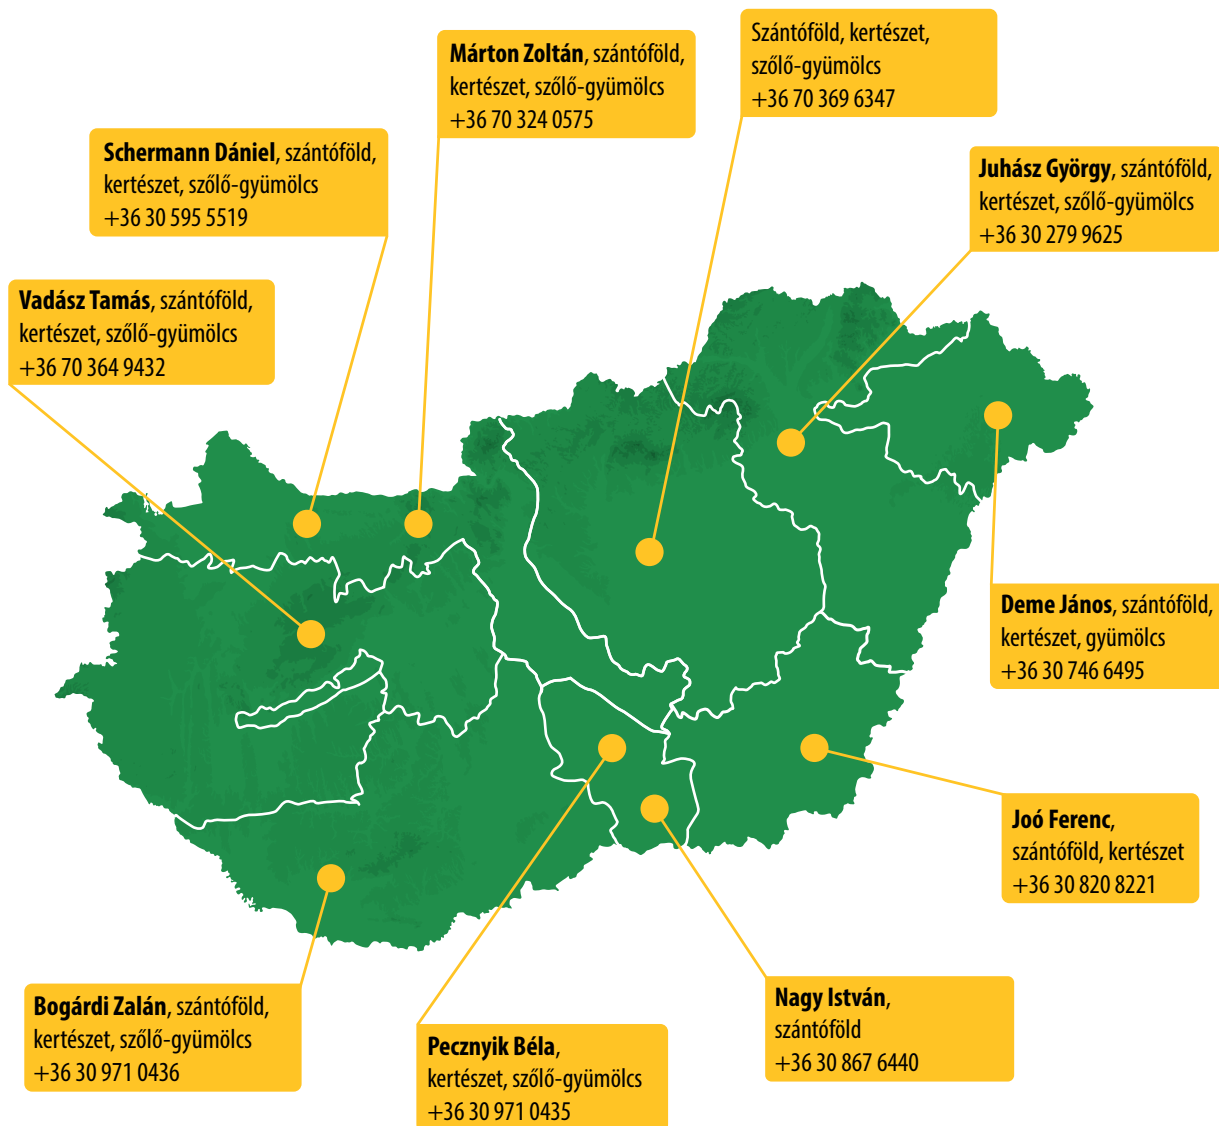 Márton Zoltán, szántóföld,
kertészet, szőlő-gyümölcs
+36 70 324 0575
Szántóföld, kertészet,
szőlő-gyümölcs
+36 70 369 6347
Schermann Dániel, szántóföld,
kertészet, szőlő-gyümölcs
+36 30 595 5519
Juhász György, szántóföld,
kertészet, szőlő-gyümölcs
+36 30 279 9625
Vadász Tamás, szántóföld,
kertészet, szőlő-gyümölcs
+36 70 364 9432
Deme János, szántóföld,
kertészet, gyümölcs
+36 30 746 6495
Joó Ferenc,
szántóföld, kertészet
+36 30 820 8221
Bogárdi Zalán, szántóföld,
kertészet, szőlő-gyümölcs
+36 30 971 0436
Pecznyik Béla,
kertészet, szőlő-gyümölcs
+36 30 971 0435
Nagy István,
szántóföld
+36 30 867 6440